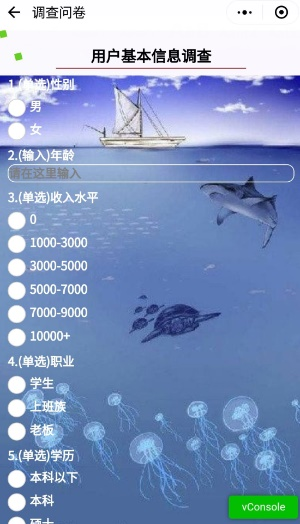 调查问卷
用户基本信息调查
1.(单选)性别
男
女
2.(输入)年龄
请在这里输入
3.(单选)收入水平
0
1000-3000
3000-5000
5000-7000
7000-9000
10000+
4.(单选)职业
学生
上班族
老板
5.(单选)学历
本科以下
本科
硕士
vConsole